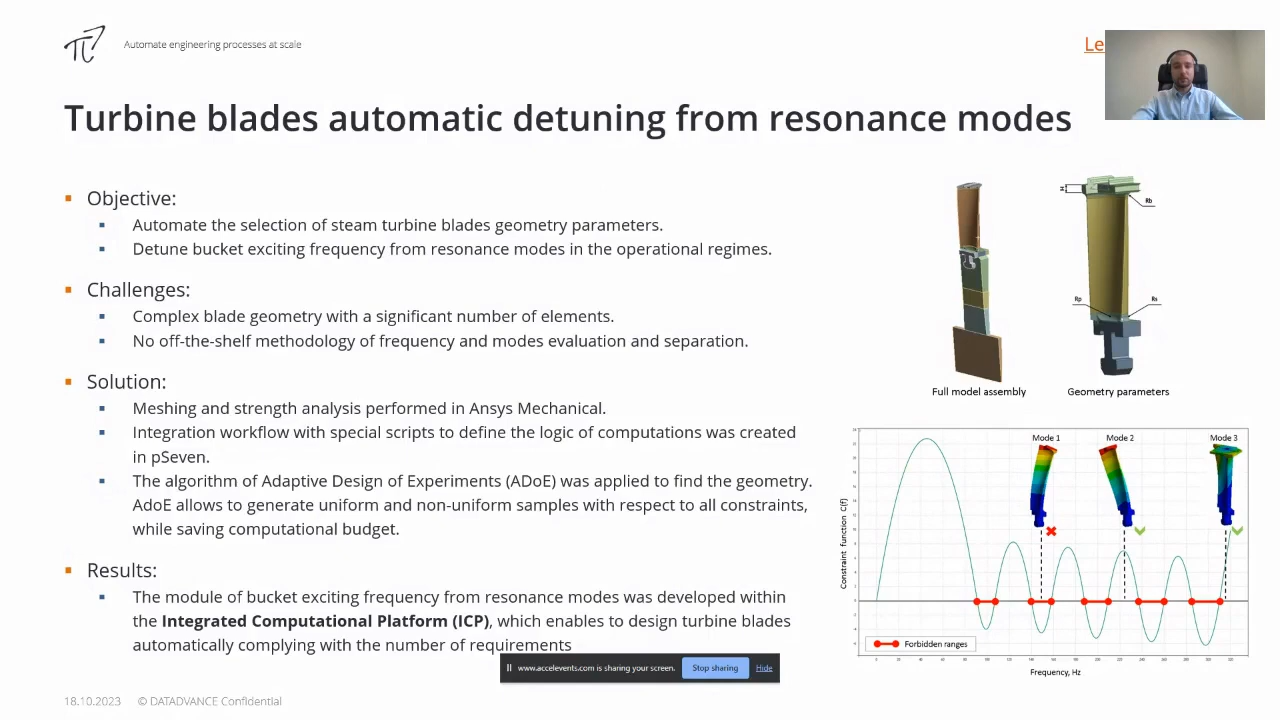 Automate engineering processes at scale
Le
Turbine blades automatic detuning from resonance modes
Objective:
Automate the selection of steam turbine blades geometry parameters.
Detune bucket exciting frequency from resonance modes in the operational regimes.
Challenges:
Complex blade geometry with a significant number of elements.
No off-the-shelf methodology of frequency and modes evaluation and separation.
Solution:
Meshing and strength analysis performed in Ansys Mechanical.
Integration workflow with special scripts to define the logic of computations was created
in pSeven.
The algorithm of Adaptive Design of Experiments (ADoE) was applied to find the geometry.
AdoE allows to generate uniform and non-uniform samples with respect to all constraints,
while saving computational budget.
Results:
The module of bucket exciting frequency from resonance modes was developed within
the Integrated Computational Platform (ICP), which enables to design turbine blades
automatically complying with the number of requirements
H
Rb
Rp
Rs
Full model assembly
Geometry parameters
Mode 1
Mode 2
Mode 3
Constraint function C(f)
Forbidden ranges
Frequency, Hz
www.accelevents.com is sharing your screen.
Stop sharing
Hide
18.10.2023
© DATADVANCE Confidential